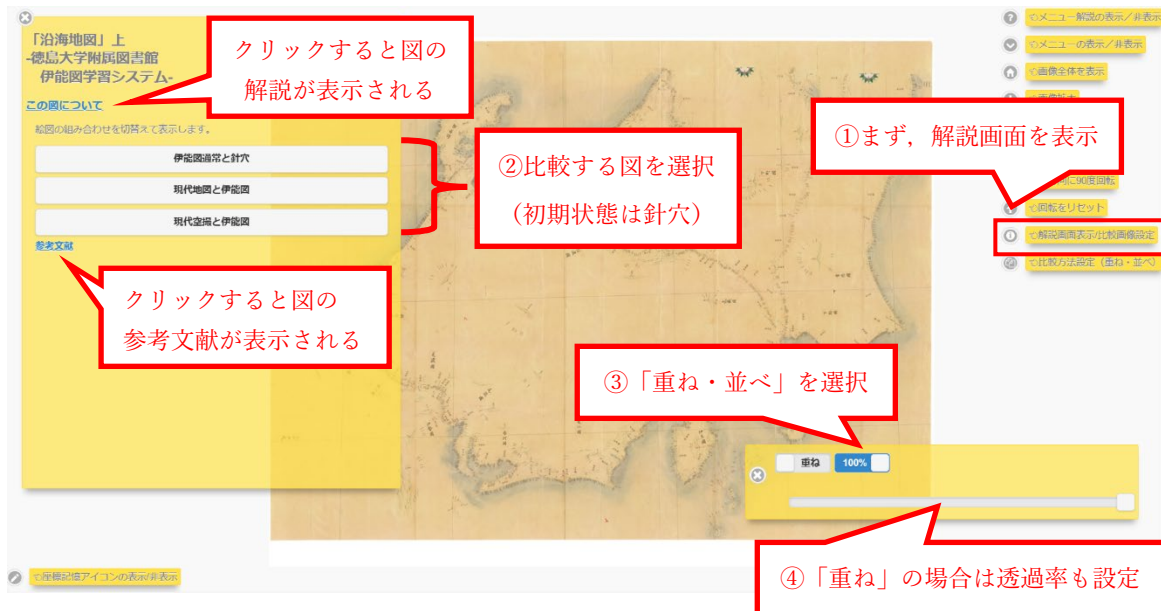 「沿海地図」上
-徳島大学附属図書館
伊能図学習システム-
この図について
絵図の組み合わせを切替えて表示します。
伊能図通常と針穴
現代地図と伊能図
現代空撮と伊能図
参考文献
クリックすると図の
解説が表示される
②比較する図を選択
（初期状態は針穴）
クリックすると図の
参考文献が表示される
☜メニュー解説の表示／非表示
☜メニューの表示／非表示
☜画像全体を表示
①まず，解説画面を表示
に90度回転
☜回転をリセット
☜解説画面表示/比較画像設定
☜比較方法設定（重ね・並べ）
③「重ね・並べ」を選択
重ね
100%
④「重ね」の場合は透過率も設定
☜座標記憶アイコンの表示/非表示